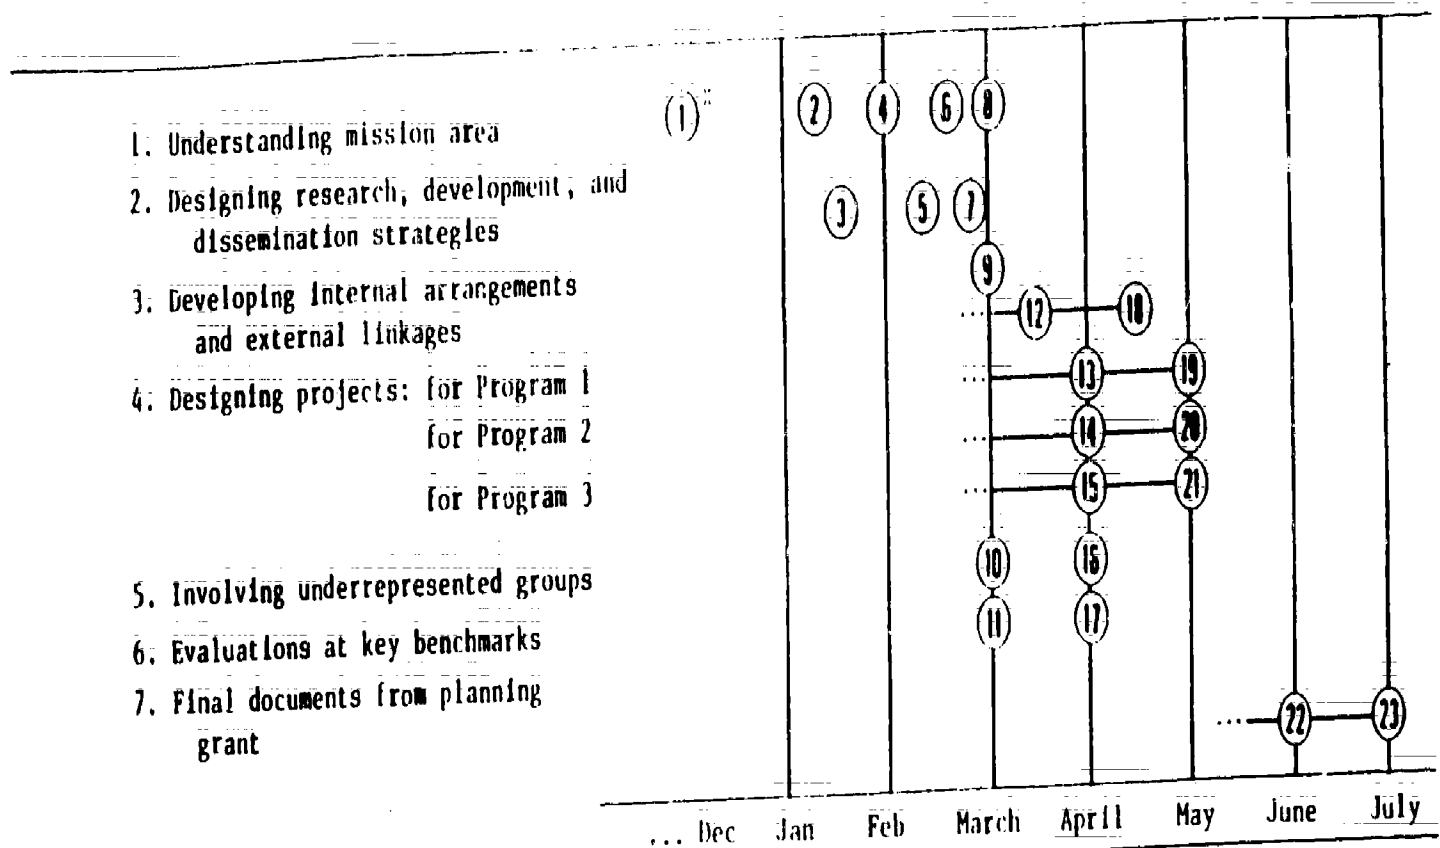 (1)* 2 4 6 8
1. Understanding mission area
2. Designing research, development, and
3 5 7
dissemination strategies
9
3. Developing internal arrangements
... 12 18
and external linkages
4. Designing projects: for Program 1 ... 13 19
for Program 2 ... 14 20
for Program 3 ... 15 21
10 16
5. Involving underrepresented groups
11 17
6. Evaluations at key benchmarks
7. Final documents from planning
... 22 23
grant
... Dec Jan Feb March April May June July